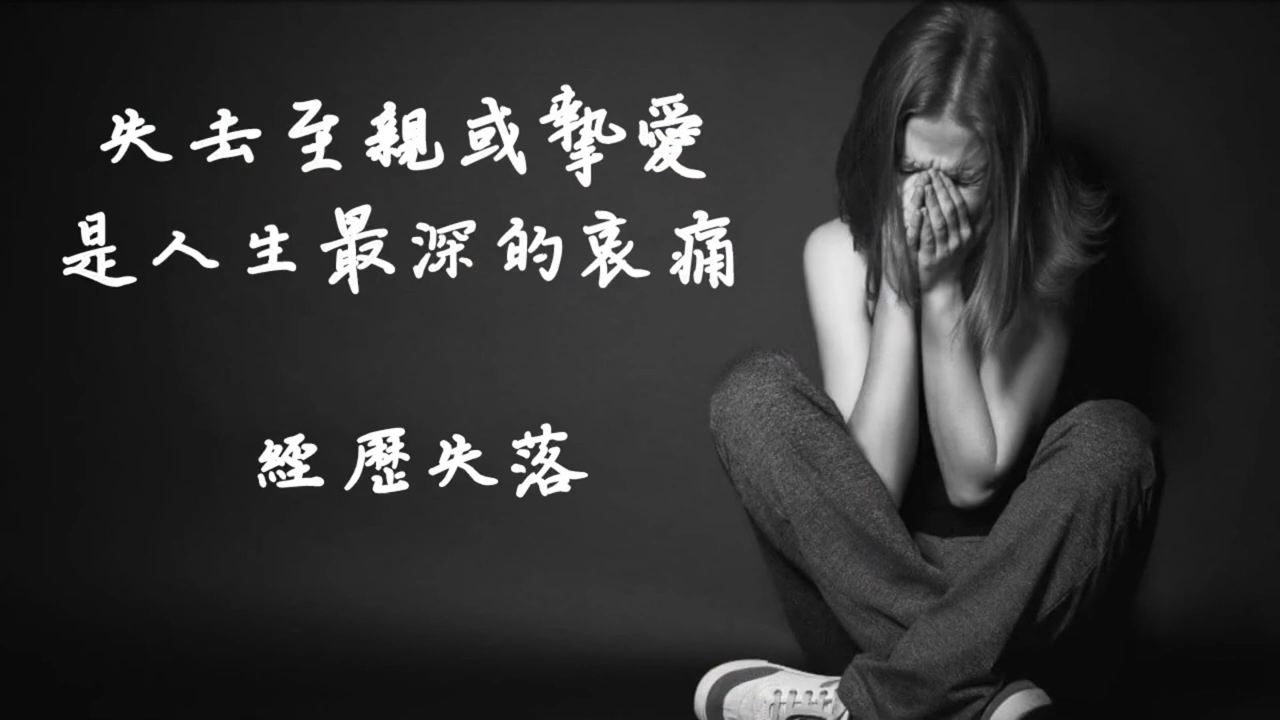 失去至親或摯愛
是人生最深的哀痛
經歷失落